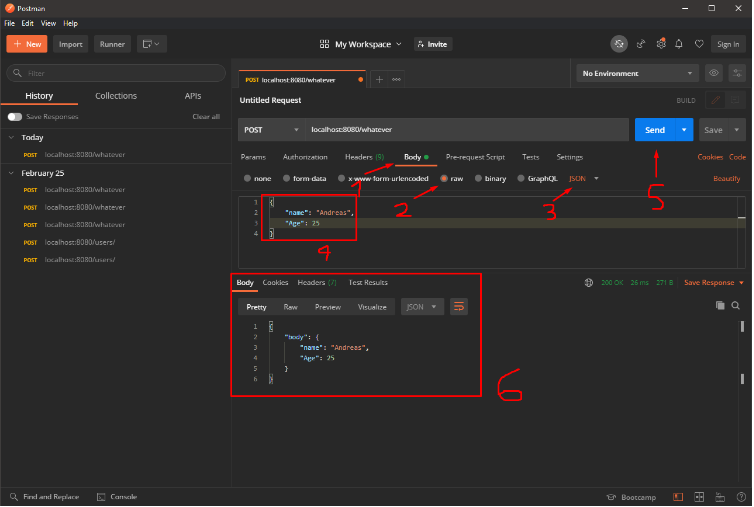 Postman
File Edit View Help
+ New Import Runner My Workspace Invite Sign In
Filter
History Collections APIs
Save Responses Clear all
Today
POST localhost:8080/whatever
February 25
POST localhost:8080/whatever
POST localhost:8080/whatever
POST localhost:8080/whatever
POST localhost:8080/users/
POST localhost:8080/users/
POST localhost:8080/whatever + ooo No Environment
Untitled Request BUILD
POST localhost:8080/whatever Send Save
Params Authorization Headers (9) Body Pre-request Script Tests Settings Cookies Code
none form-data x-www-form-urlencoded raw binary GraphQL JSON Beautify
1 2 3 5
1 {
2 "name": "Andreas",
3 "Age": 25
4 }
4
Body Cookies Headers (7) Test Results 200 OK 26 ms 271 B Save Response
Pretty Raw Preview Visualize JSON
1 {
2 "body": {
3 "name": "Andreas",
4 "Age": 25
5 }
6 }
6
Find and Replace Console Bootcamp